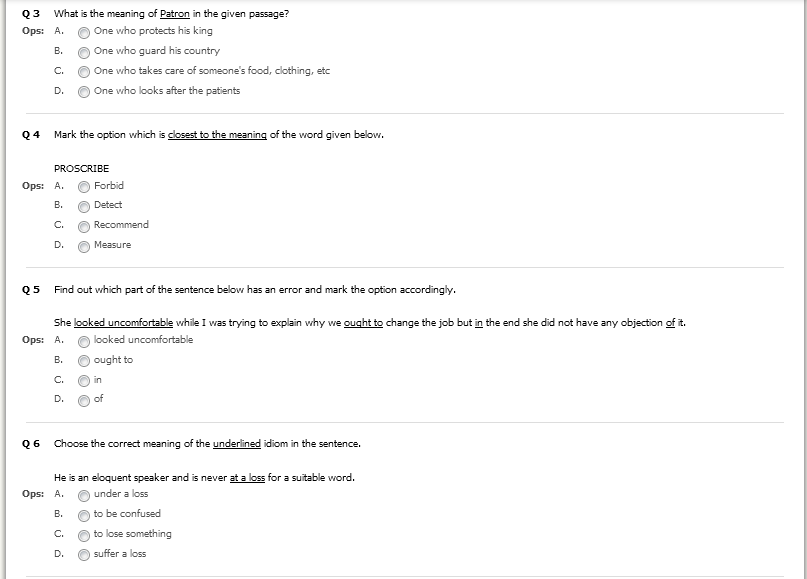 Q 3 What is the meaning of Patron in the given passage?
Ops: A. One who protects his king
B. One who guard his country
C. One who takes care of someone's food, clothing, etc
D. One who looks after the patients
Q 4 Mark the option which is closest to the meaning of the word given below.
PROSCRIBE
Ops: A. Forbid
B. Detect
C. Recommend
D. Measure
Q 5 Find out which part of the sentence below has an error and mark the option accordingly.
She looked uncomfortable while I was trying to explain why we ought to change the job but in the end she did not have any objection of it.
Ops: A. looked uncomfortable
B. ought to
C. in
D. of
Q 6 Choose the correct meaning of the underlined idiom in the sentence.
He is an eloquent speaker and is never at a loss for a suitable word.
Ops: A. under a loss
B. to be confused
C. to lose something
D. suffer a loss